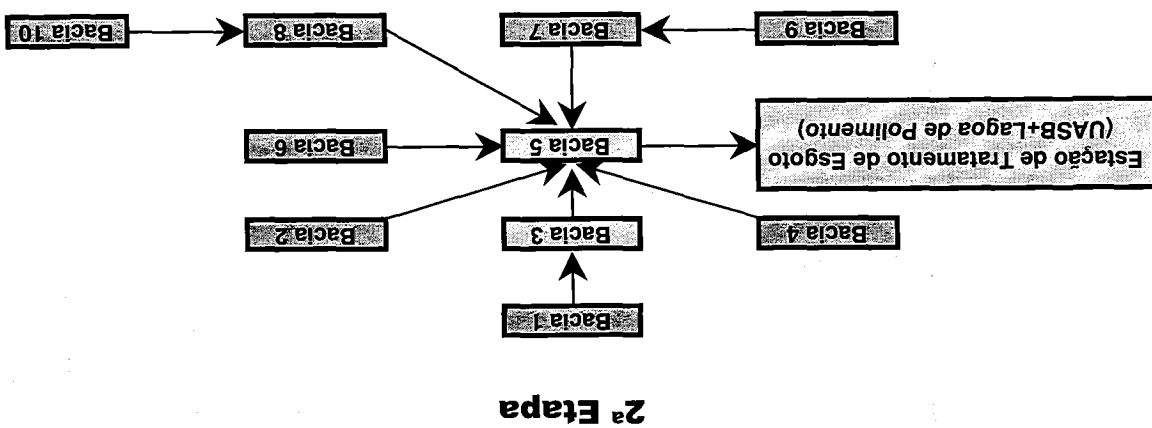 2ª Etapa
Bacia 1
Bacia 4
Bacia 3
Bacia 2
Estação de Tratamento de Esgoto
(UASB+Lagoa de Polimento)
Bacia 5
Bacia 6
Bacia 9
Bacia 7
Bacia 8
Bacia 10